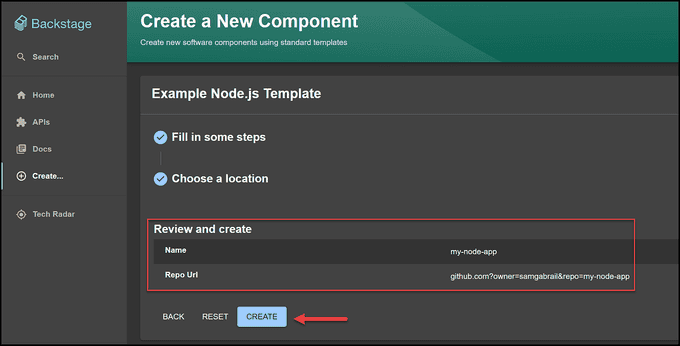 Backstage
Create a New Component
Create new software components using standard templates
Search
Home
APIs
Docs
Create...
Tech Radar
Example Node.js Template
Fill in some steps
Choose a location
Review and create
Name my-node-app
Repo Url github.com?owner=samgabrail&repo=my-node-app
BACK RESET CREATE